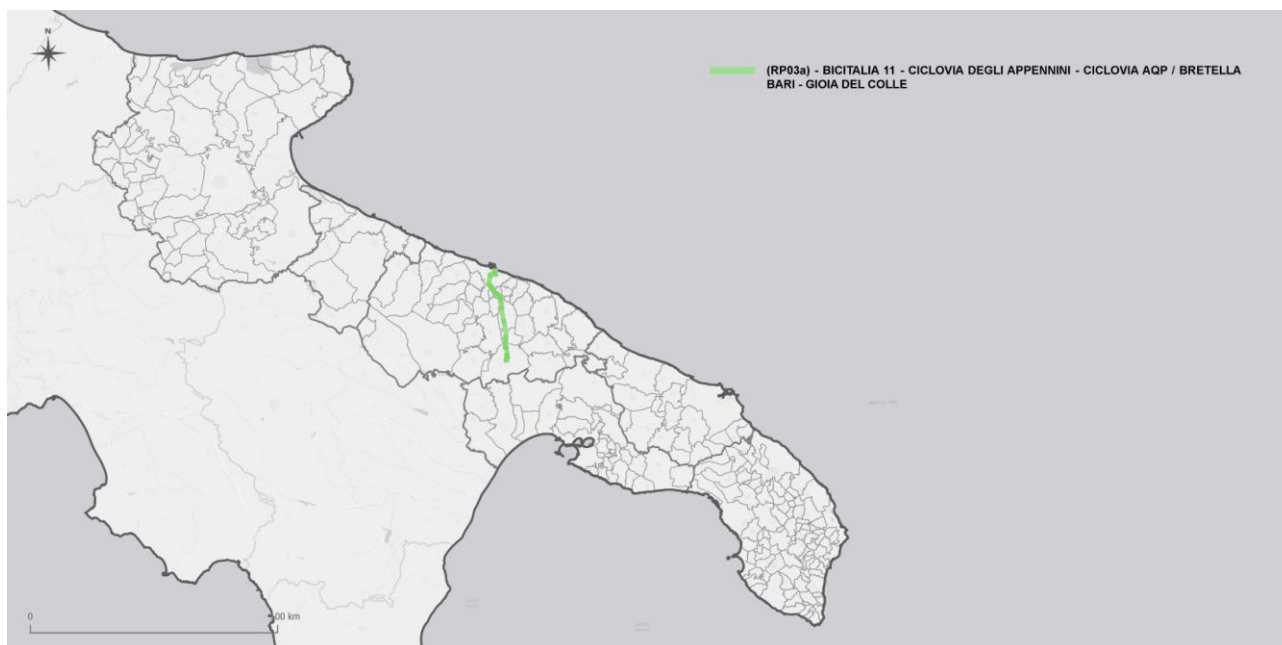 N
(RP03a) - BICITALIA 11 - CICLOVIA DEGLI APPENNINI - CICLOVIA AQP / BRETELLA
BARI - GIOIA DEL COLLE
0
00 km